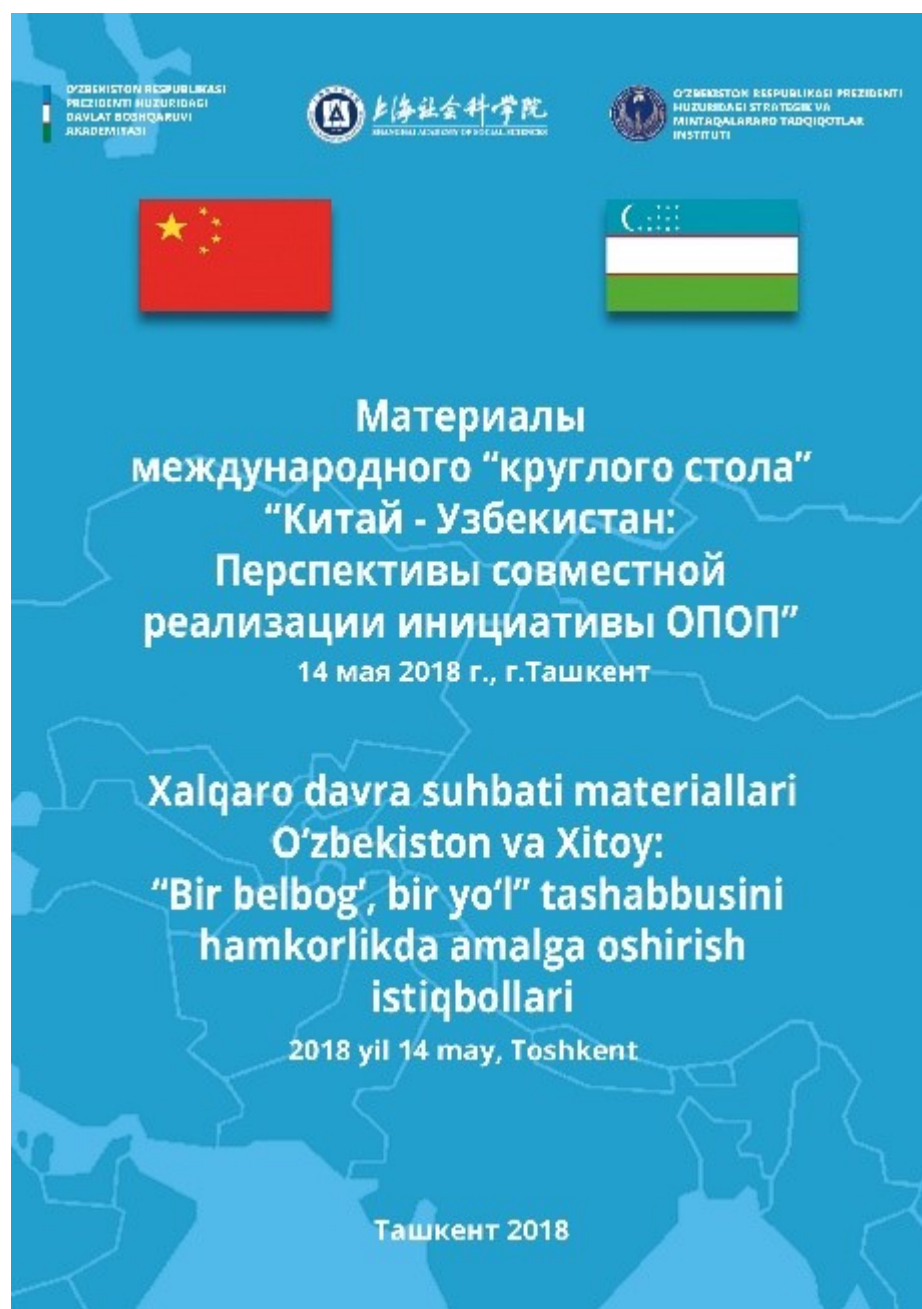 O'ZBEKISTON RESPUBLIKASI
PREZIDENTI HUZURIDAGI
DAVLAT BOSHQARUVI
AKADEMIYASI
上海社会科学院
SHANGHAI ACADEMY OF SOCIAL SCIENCES
O'ZBEKISTON RESPUBLIKASI PREZIDENTI
HUZURIDAGI STRATEGIK VA
MINTAQALARARO TADQIQOTLAR
INSTITUTI
Материалы
международного “круглого стола”
“Китай - Узбекистан:
Перспективы совместной
реализации инициативы ОПОП”
14 мая 2018 г., г.Ташкент
Xalqaro davra suhbati materiallari
O‘zbekiston va Xitoy:
“Bir belbog‘, bir yo‘l” tashabbusini
hamkorlikda amalga oshirish
istiqbollari
2018 yil 14 may, Toshkent
Ташкент 2018